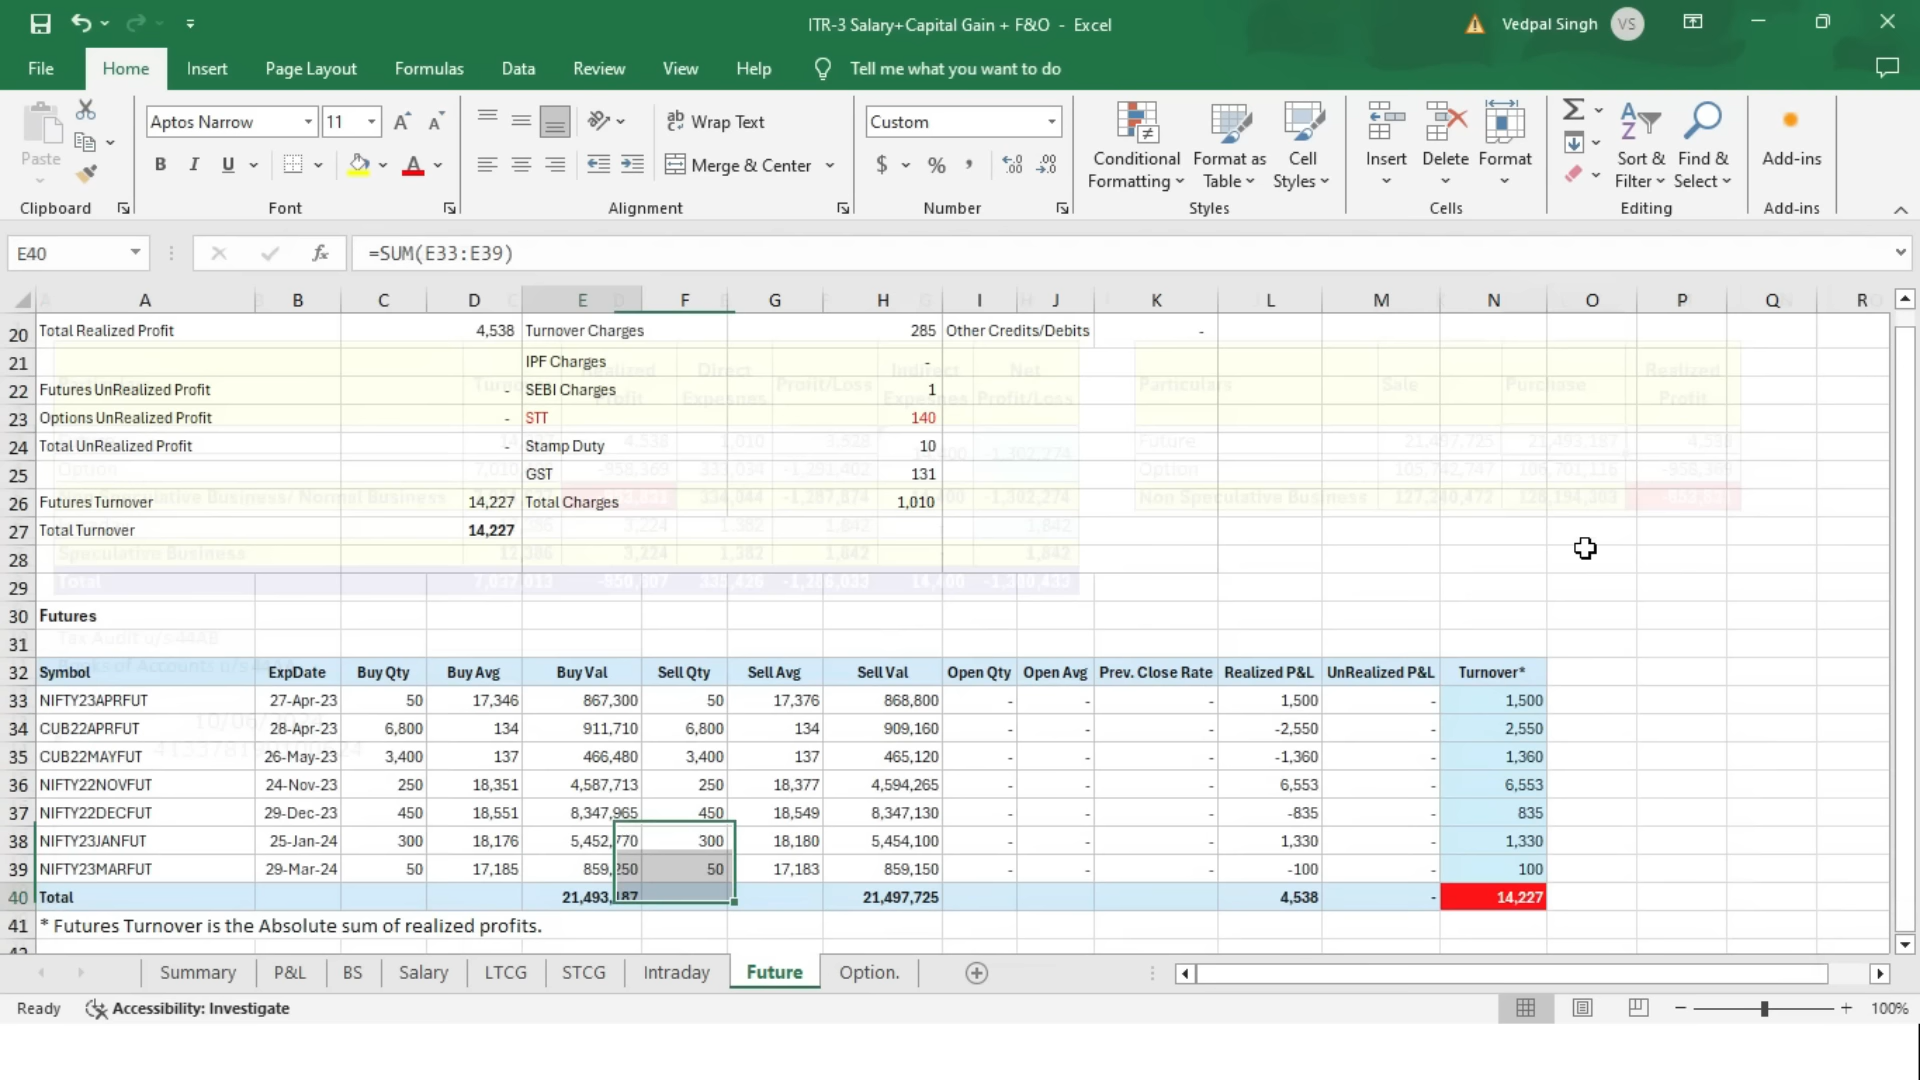 ITR-3 Salary+Capital Gain + F&O - Excel
Vedpal Singh VS
File Home Insert Page Layout Formulas Data Review View Help Tell me what you want to do
Paste
Aptos Narrow 11
Wrap Text
Custom
B I U
Merge & Center
$ %
Conditional Formatting
Format as Table
Cell Styles
Insert Delete Format
Sort & Filter
Find & Select
Add-ins
Clipboard Font Alignment Number Styles Cells Editing Add-ins
E40 fx =SUM(E33:E39)
A B C D E F G H I J K L M N O P Q R
20 Total Realized Profit 4,538 Turnover Charges 285 Other Credits/Debits -
21 IPF Charges -
22 Futures UnRealized Profit - SEBI Charges 1
23 Options UnRealized Profit - STT 140
24 Total UnRealized Profit - Stamp Duty 10
25 GST 131
26 Futures Turnover 14,227 Total Charges 1,010
27 Total Turnover 14,227
28
29
30 Futures
31
32 Symbol ExpDate Buy Qty Buy Avg Buy Val Sell Qty Sell Avg Sell Val Open Qty Open Avg Prev. Close Rate Realized P&L UnRealized P&L Turnover*
33 NIFTY23APRFUT 27-Apr-23 50 17,346 867,300 50 17,376 868,800 - - - 1,500 - 1,500
34 CUB22APRFUT 28-Apr-23 6,800 134 911,710 6,800 134 909,160 - - - -2,550 - 2,550
35 CUB22MAYFUT 26-May-23 3,400 137 466,480 3,400 137 465,120 - - - -1,360 - 1,360
36 NIFTY22NOVFUT 24-Nov-23 250 18,351 4,587,713 250 18,377 4,594,265 - - - 6,553 - 6,553
37 NIFTY22DECFUT 29-Dec-23 450 18,551 8,347,965 450 18,549 8,347,130 - - - -835 - 835
38 NIFTY23JANFUT 25-Jan-24 300 18,176 5,452,770 300 18,180 5,454,100 - - - 1,330 - 1,330
39 NIFTY23MARFUT 29-Mar-24 50 17,185 859,250 50 17,183 859,150 - - - -100 - 100
40 Total 21,493,187 21,497,725 4,538 - 14,227
41 * Futures Turnover is the Absolute sum of realized profits.
Summary P&L BS Salary LTCG STCG Intraday Future Option.
Ready Accessibility: Investigate 100%